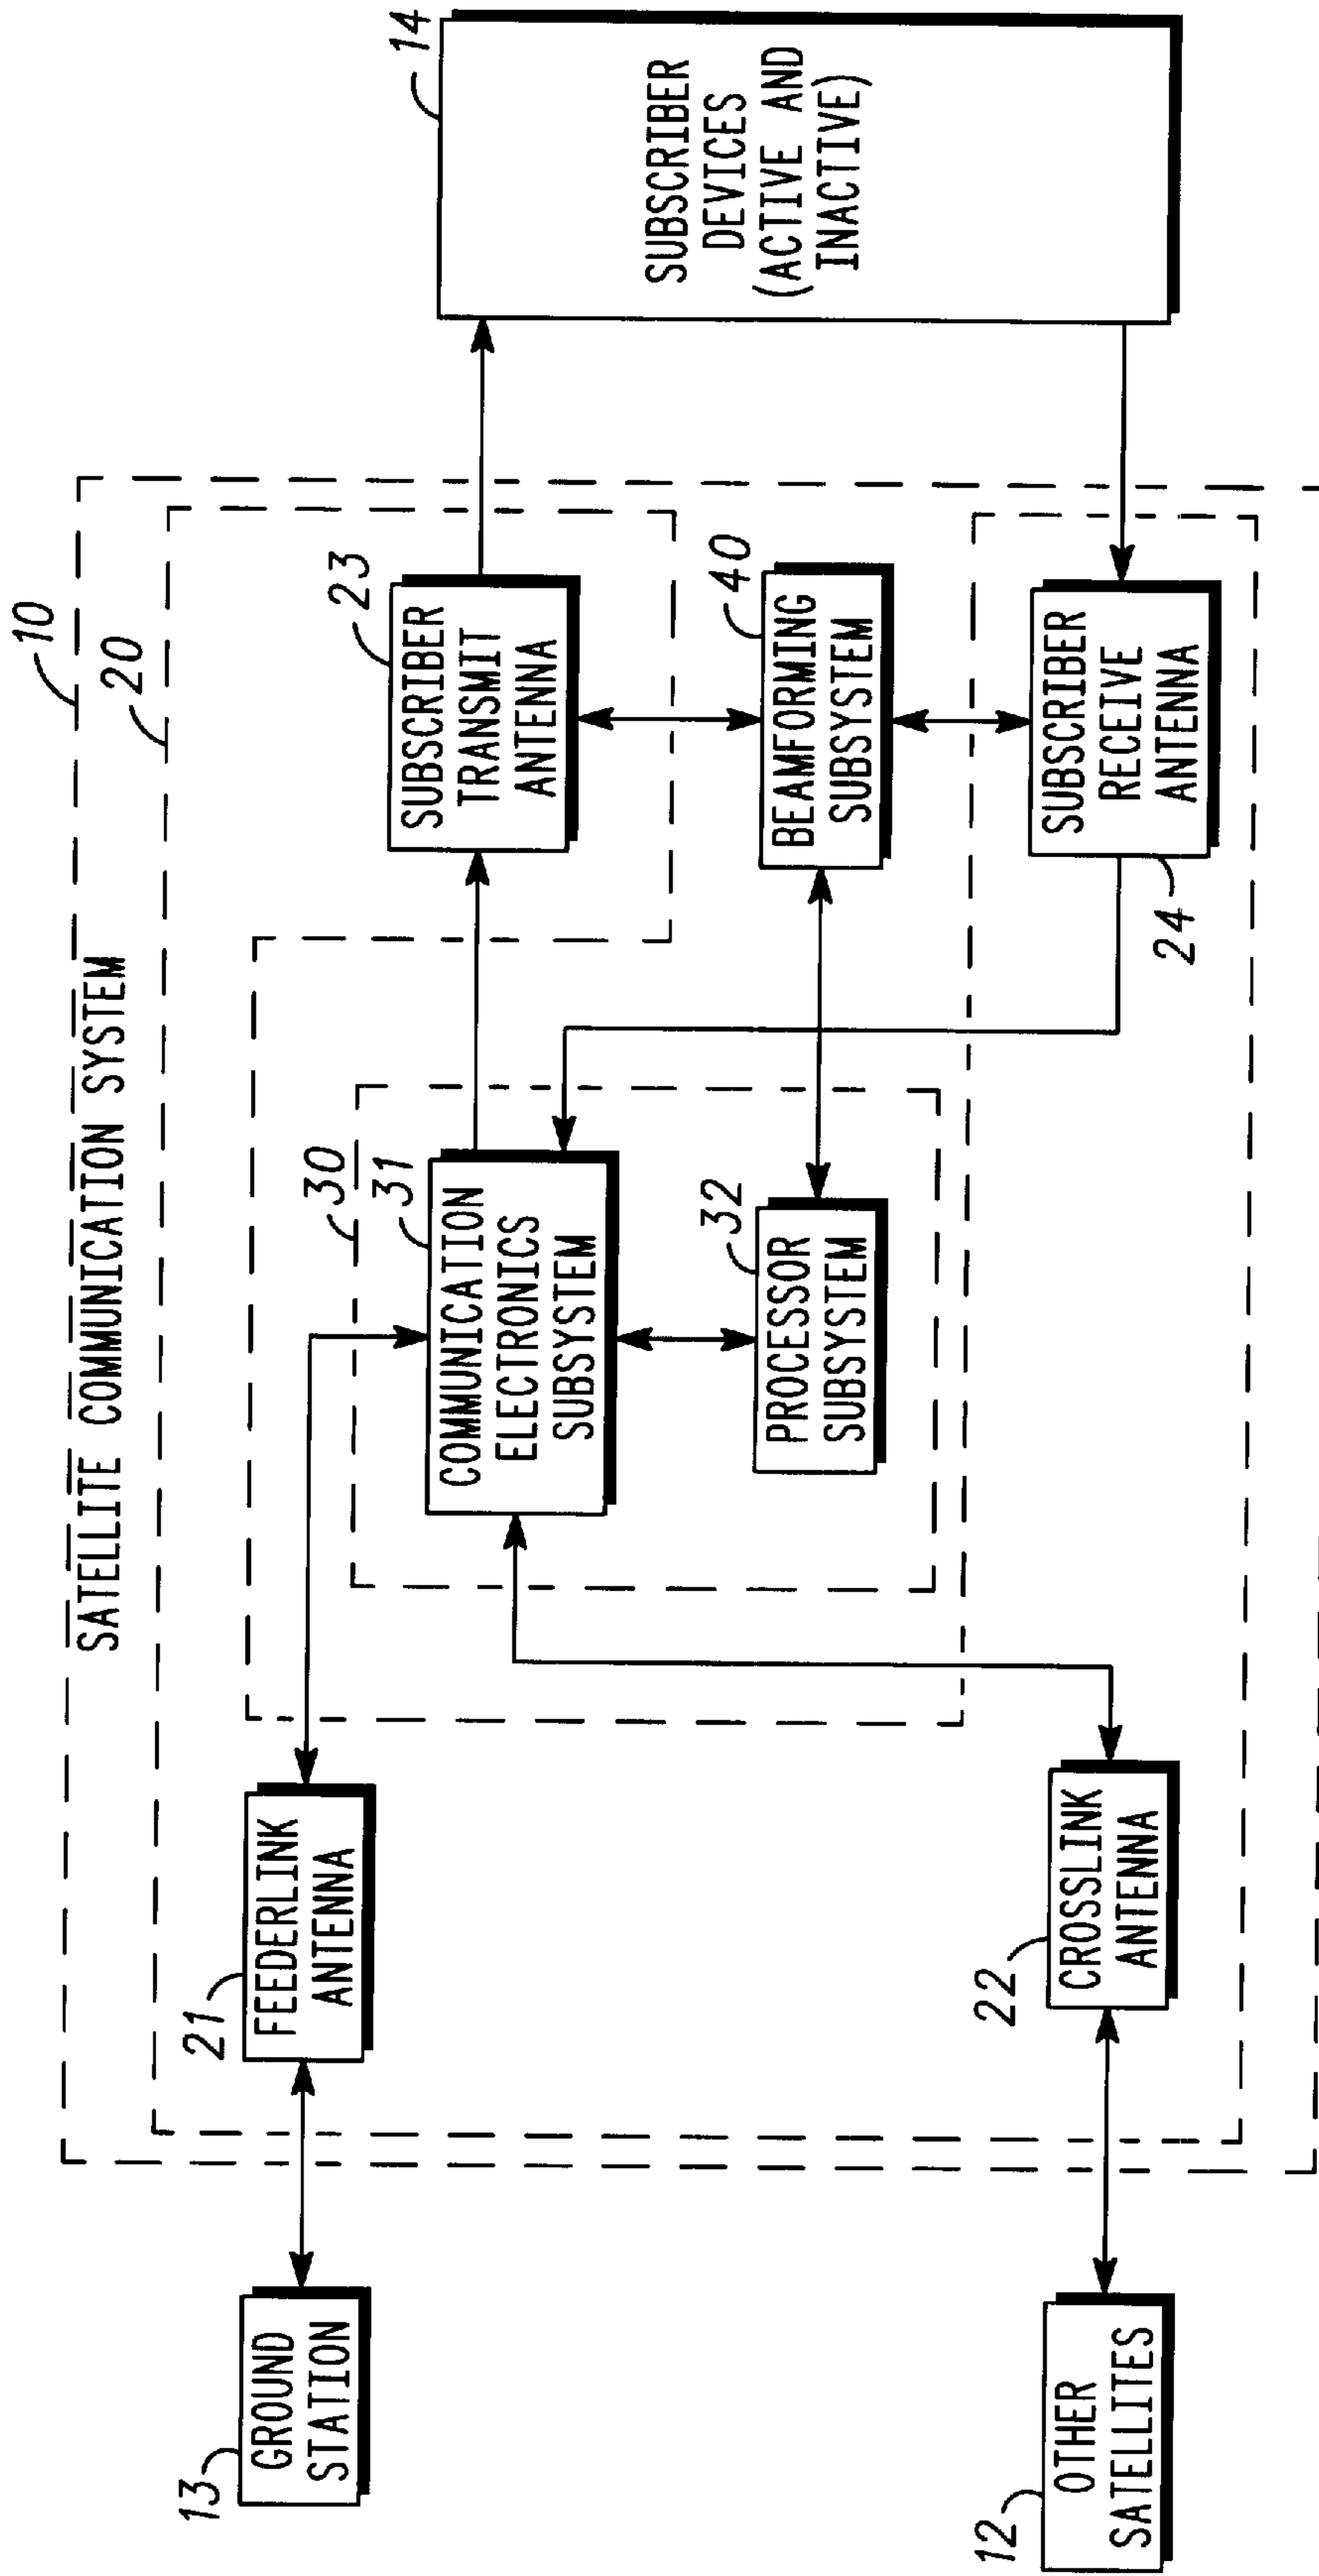 10
SATELLITE COMMUNICATION SYSTEM
20
14
SUBSCRIBER
DEVICES
(ACTIVE AND
INACTIVE)
23
SUBSCRIBER
TRANSMIT
ANTENNA
30
31
COMMUNICATION
ELECTRONICS
SUBSYSTEM
21
FEEDERLINK
ANTENNA
13
GROUND
STATION
40
BEAMFORMING
SUBSYSTEM
32
PROCESSOR
SUBSYSTEM
12
OTHER
SATELLITES
22
CROSSLINK
ANTENNA
SUBSCRIBER
RECEIVE
ANTENNA
24